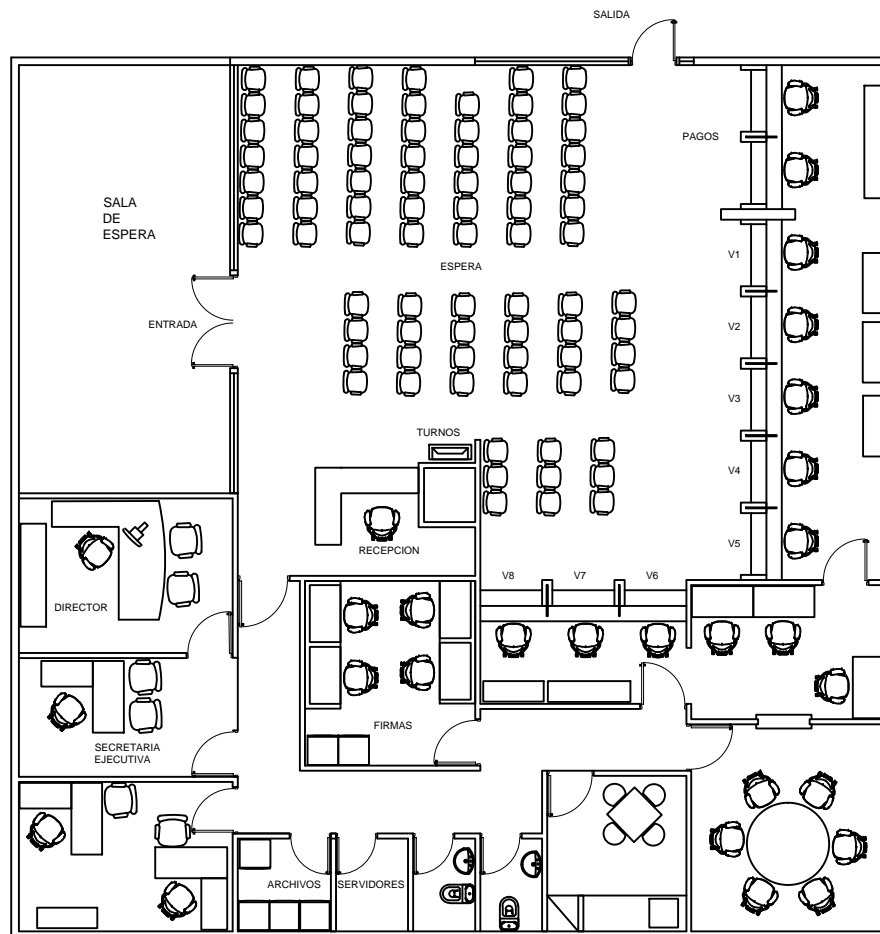 SALIDA
PAGOS
SALA
DE
ESPERA
V1
ESPERA
ENTRADA
V2
V3
TURNOS
V4
V5
RECEPCION
V8
V7
V6
DIRECTOR
FIRMAS
SECRETARIA
EJECUTIVA
ARCHIVOS
SERVIDORES